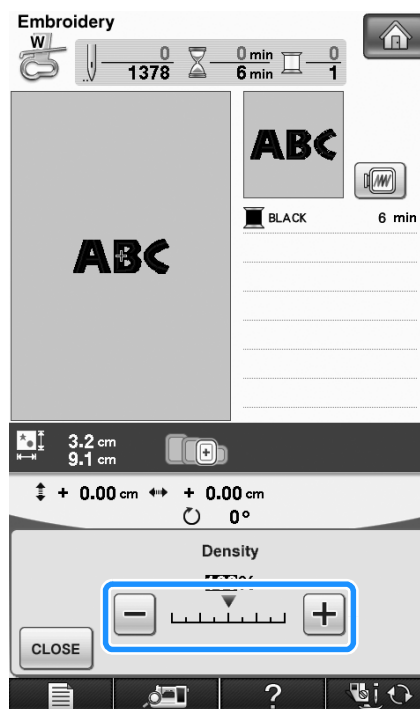 Embroidery
W
0 0 min 0
1378 6 min 1
ABC
BLACK 6 min
ABC
3.2 cm
9.1 cm
+ 0.00 cm + 0.00 cm
0°
Density
CLOSE
?